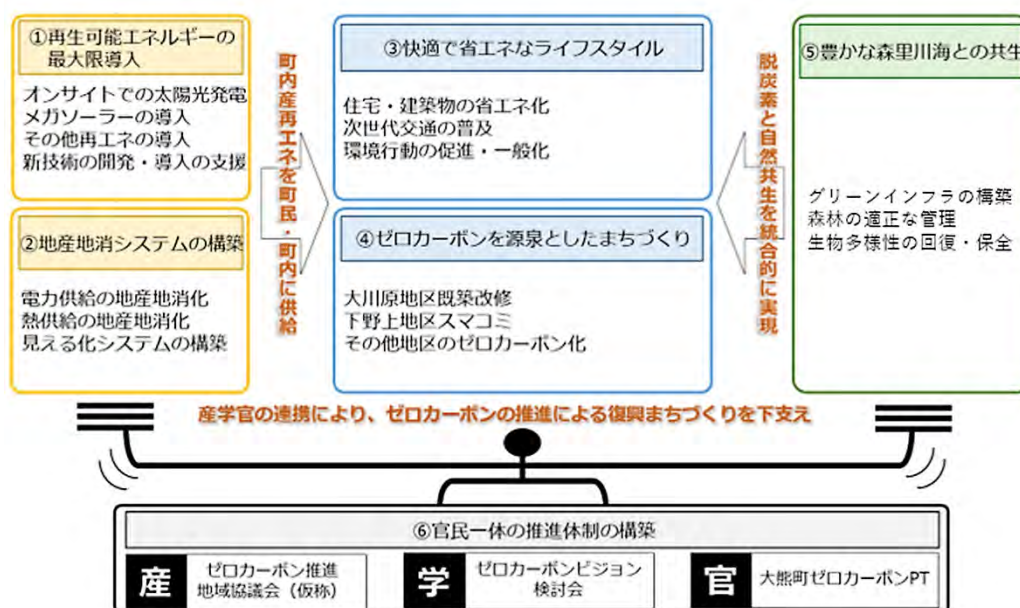 ①再生可能エネルギーの
最大限導入
オンサイトでの太陽光発電
メガソーラーの導入
その他再エネの導入
新技術の開発・導入の支援
②地産地消システムの構築
電力供給の地産地消化
熱供給の地産地消化
見える化システムの構築
町内産再エネを町民・町内に供給
③快適で省エネなライフスタイル
住宅・建築物の省エネ化
次世代交通の普及
環境行動の促進・一般化
④ゼロカーボンを源泉としたまちづくり
大川原地区既築改修
下野上地区スマコミ
その他地区のゼロカーボン化
脱炭素と自然共生を統合的に実現
⑤豊かな森里川海との共生
グリーンインフラの構築
森林の適正な管理
生物多様性の回復・保全
産学官の連携により、ゼロカーボンの推進による復興まちづくりを下支え
⑥官民一体の推進体制の構築
産
ゼロカーボン推進
地域協議会（仮称）
学
ゼロカーボンビジョン
検討会
官
大熊町ゼロカーボンPT